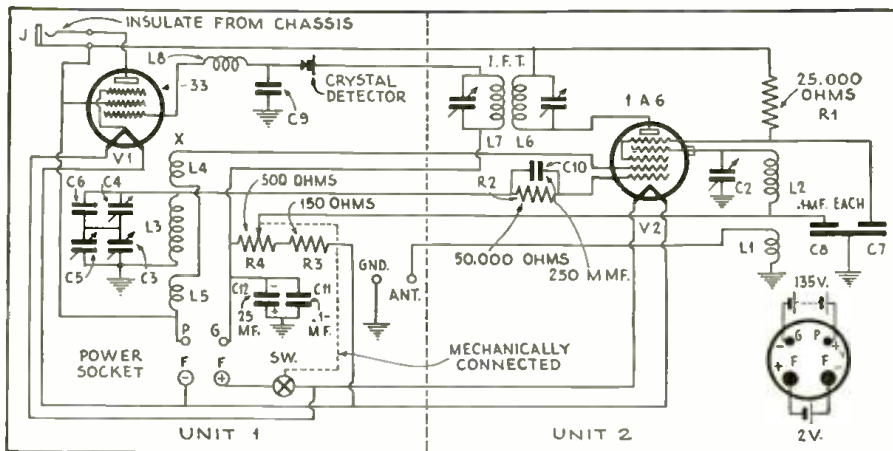 J
INSULATE FROM CHASSIS
L8
-33
C9
CRYSTAL
DETECTOR
I.F.T.
L7 L6
1A6
25,000
OHMS
R1
V1
X
L4
C6 C4
L3
C5 C3
L5
500 OHMS
150 OHMS
R4 R3
R2
C10
50,000 OHMS
250 MMF.
V2
C2
L2
.1MF. EACH
C8 C7
L1
C12 C11
25 .1-
MF. MF.
GND.
ANT.
P G
POWER
SOCKET
F F
- +
SW.
MECHANICALLY
CONNECTED
135V.
- G P +
+ F F -
2V.
UNIT 1
UNIT 2